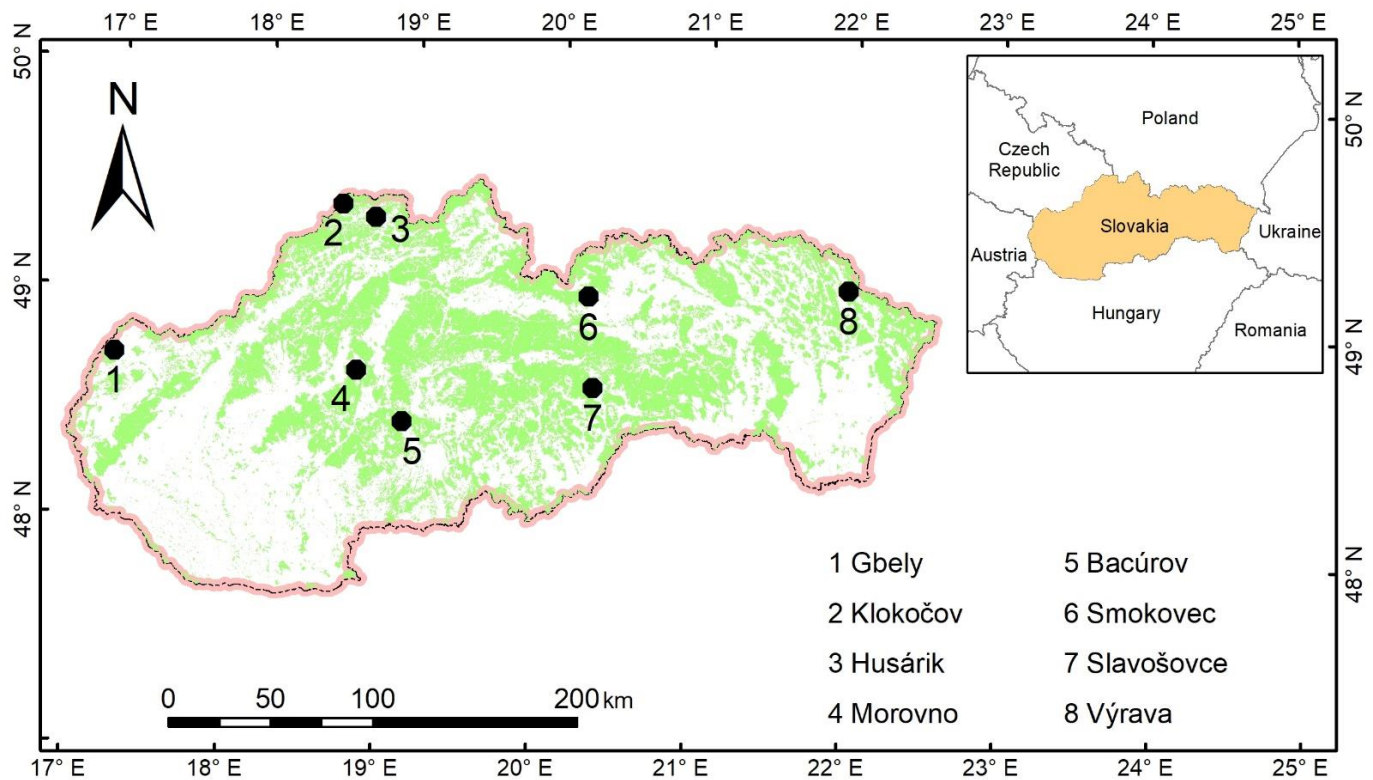 17° E 18° E 19° E 20° E 21° E 22° E 23° E 24° E 25° E
50° N
N
50° N
Poland
Czech
Republic
Slovakia
Ukraine
Austria
Hungary
Romania
2 3
49° N
6 8
1
49° N
4
7
5
48° N
1 Gbely 5 Bacúrov
48° N
2 Klokočov 6 Smokovec
3 Husárik 7 Slavošovce
0 50 100 200 km
4 Morovno 8 Výrava
17° E 18° E 19° E 20° E 21° E 22° E 23° E 24° E 25° E